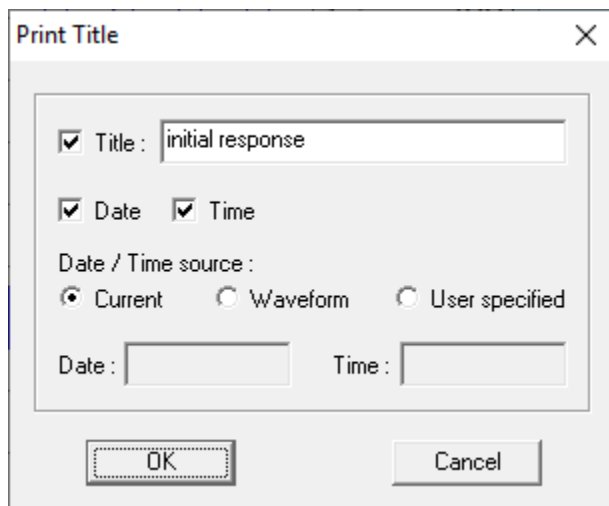 Print Title
Title : initial response
Date Time
Date / Time source :
Current Waveform User specified
Date : Time :
OK Cancel